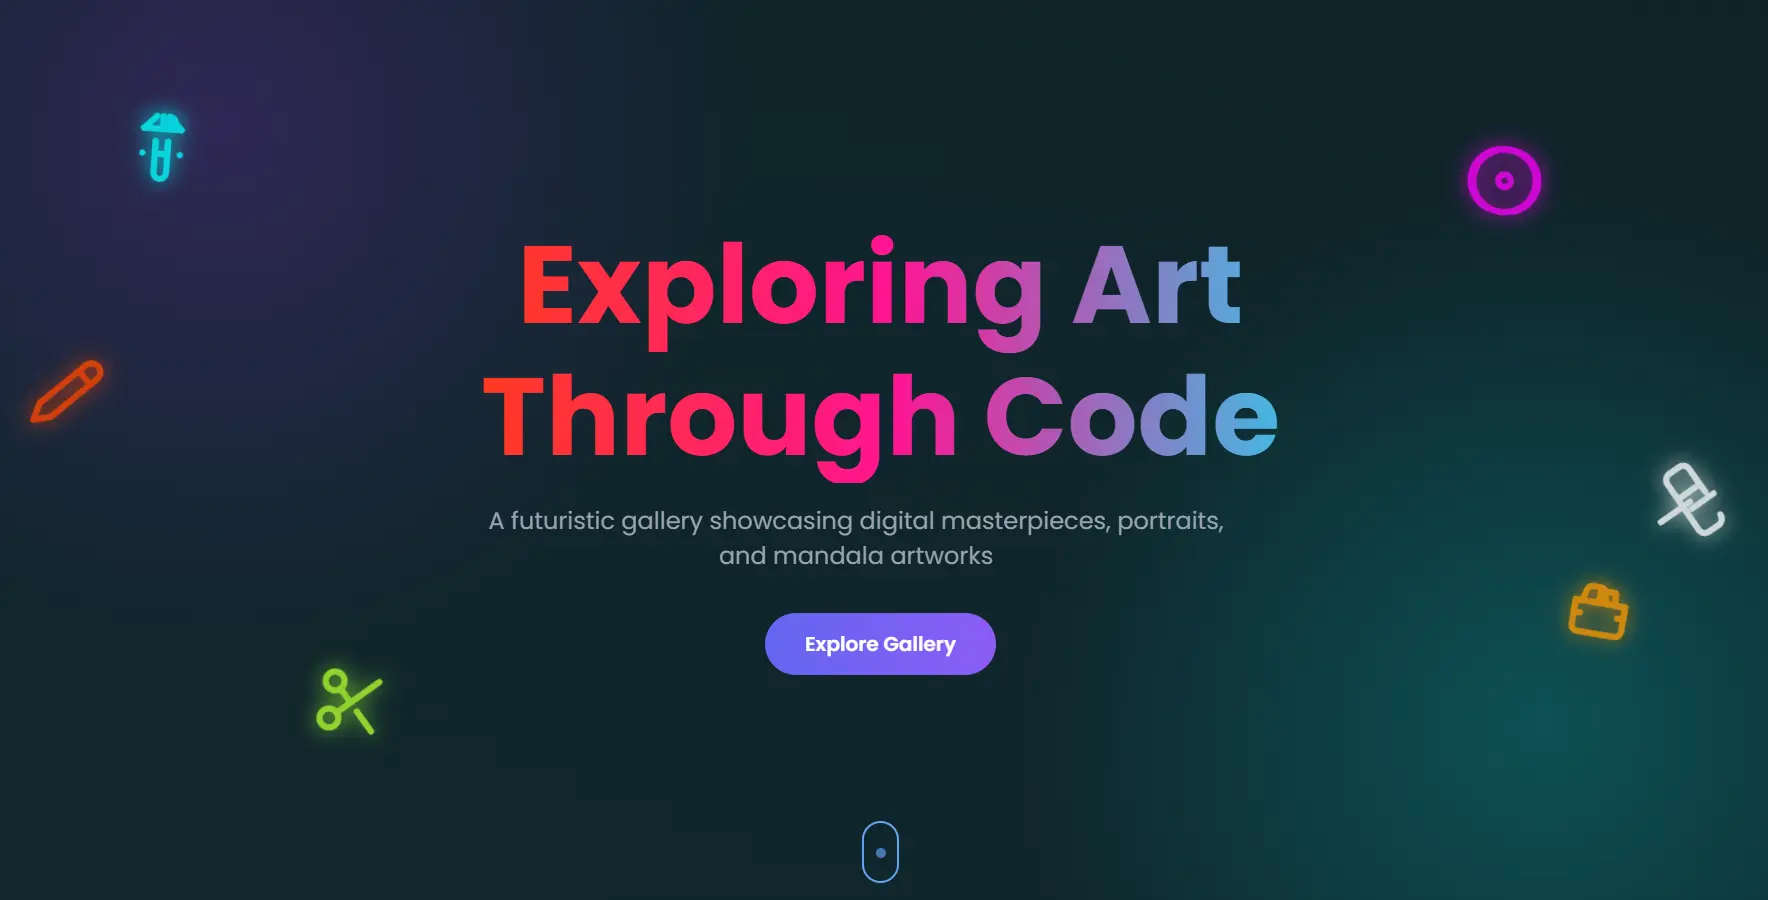 Exploring Art
Through Code
A futuristic gallery showcasing digital masterpieces, portraits,
and mandala artworks
Explore Gallery